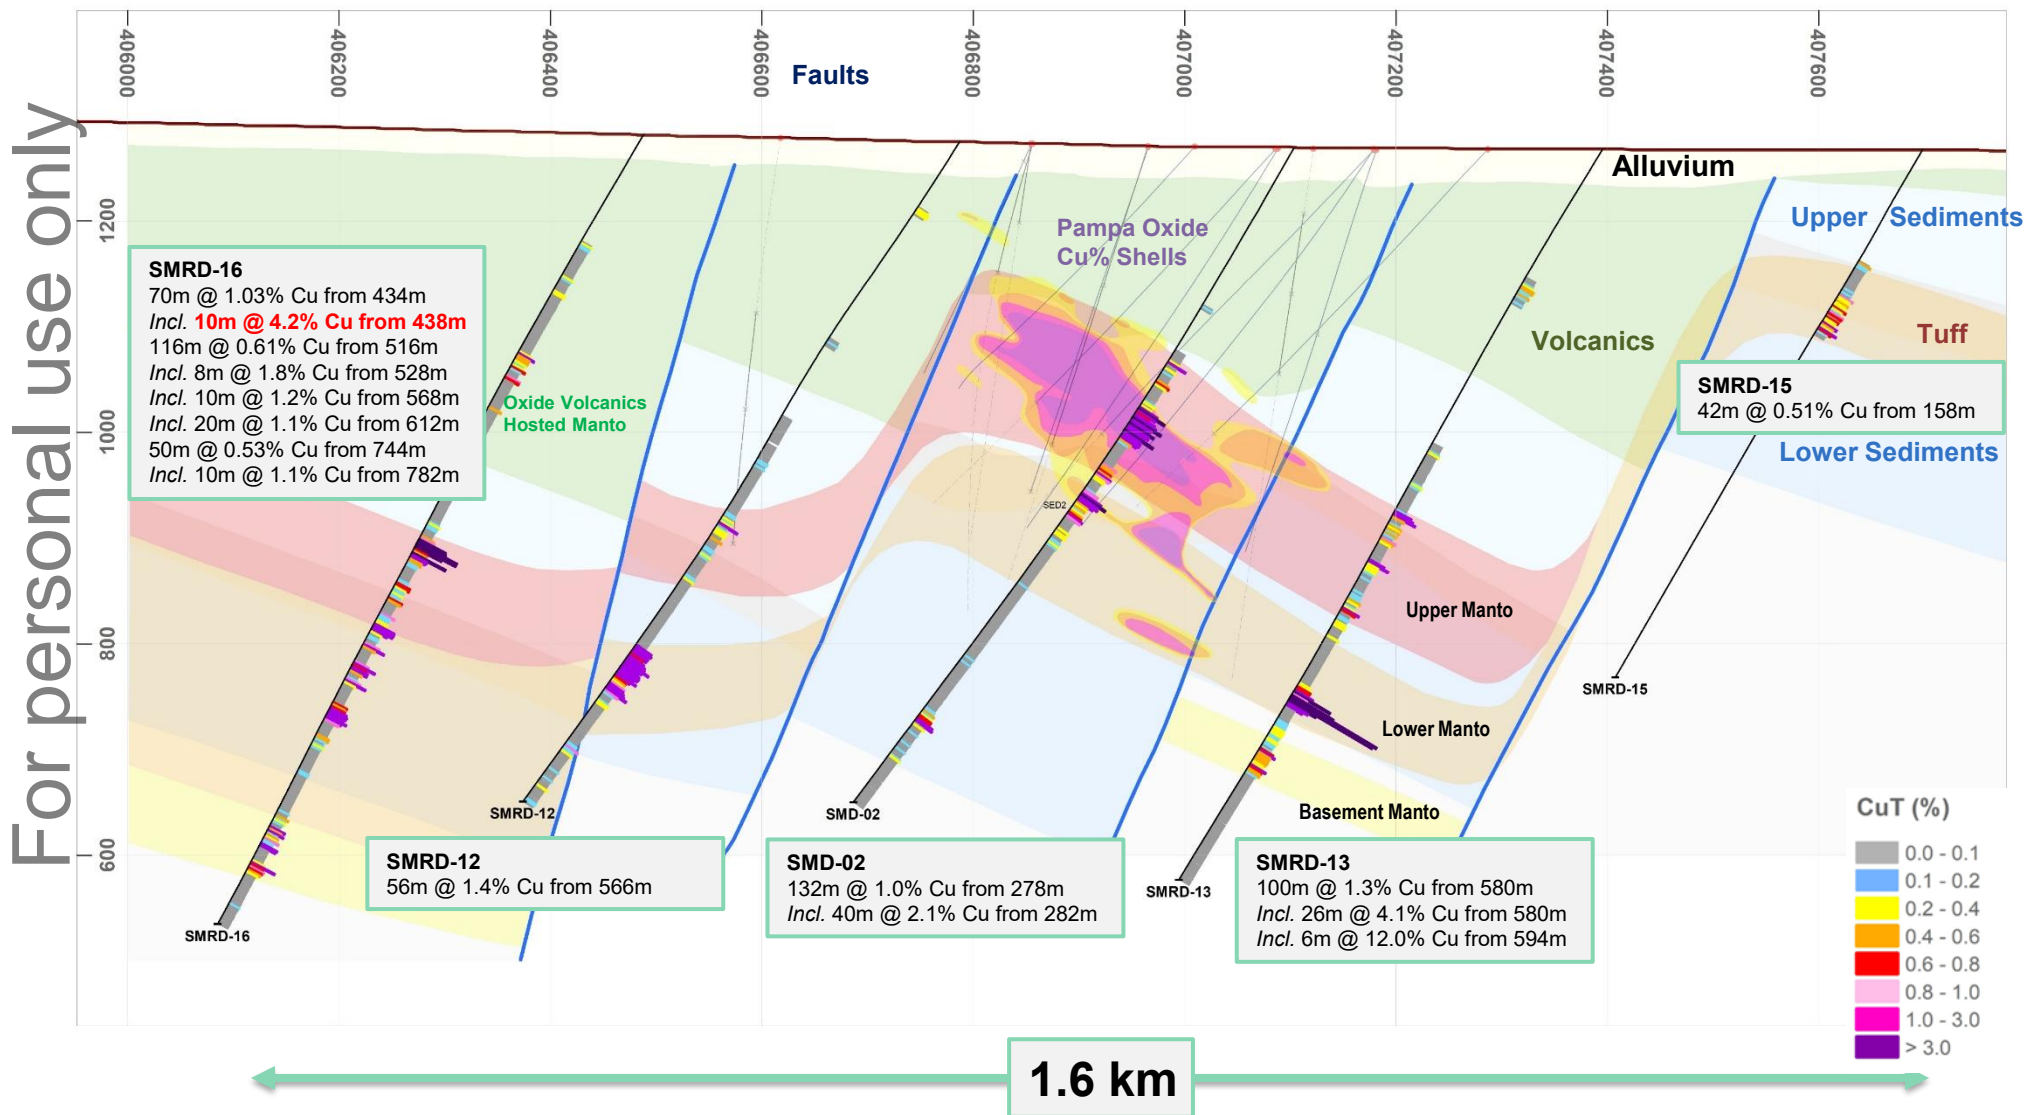 For personal use only
406000
406200
406400
406600
406800
407000
407200
407400
407600
Faults
Alluvium
1200
1000
800
600
Upper Sediments
Pampa Oxide
Cu% Shells
Volcanics
Tuff
SMRD-16
70m @ 1.03% Cu from 434m
Incl. 10m @ 4.2% Cu from 438m
116m @ 0.61% Cu from 516m
Incl. 8m @ 1.8% Cu from 528m
Incl. 10m @ 1.2% Cu from 568m
Incl. 20m @ 1.1% Cu from 612m
50m @ 0.53% Cu from 744m
Incl. 10m @ 1.1% Cu from 782m
Oxide Volcanics
Hosted Manto
SMRD-15
42m @ 0.51% Cu from 158m
Lower Sediments
SED2
Upper Manto
SMRD-15
Lower Manto
Basement Manto
SMRD-12
SMD-02
SMRD-13
SMRD-16
SMRD-12
56m @ 1.4% Cu from 566m
SMD-02
132m @ 1.0% Cu from 278m
Incl. 40m @ 2.1% Cu from 282m
SMRD-13
100m @ 1.3% Cu from 580m
Incl. 26m @ 4.1% Cu from 580m
Incl. 6m @ 12.0% Cu from 594m
CuT (%)
0.0 - 0.1
0.1 - 0.2
0.2 - 0.4
0.4 - 0.6
0.6 - 0.8
0.8 - 1.0
1.0 - 3.0
> 3.0
1.6 km